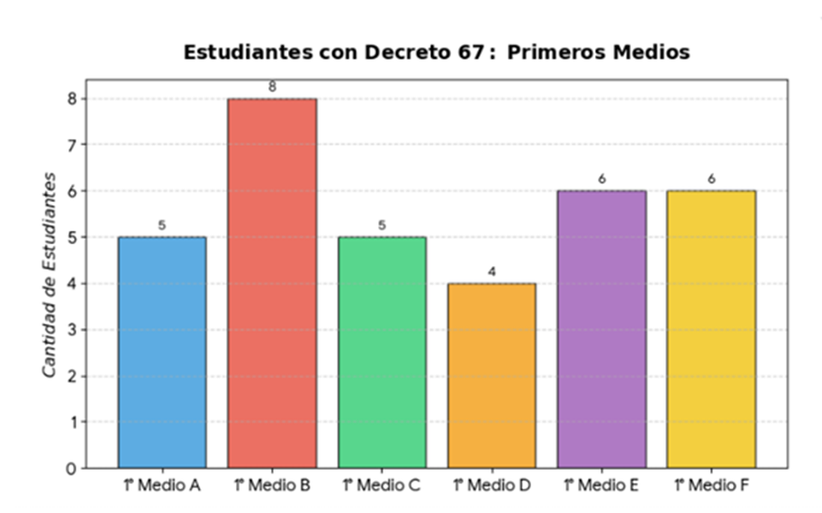 Estudiantes con Decreto 67: Primeros Medios
Cantidad de Estudiantes
8
7
6
5
4
3
2
1
0
5
8
5
4
6
6
1° Medio A
1° Medio B
1° Medio C
1° Medio D
1° Medio E
1° Medio F